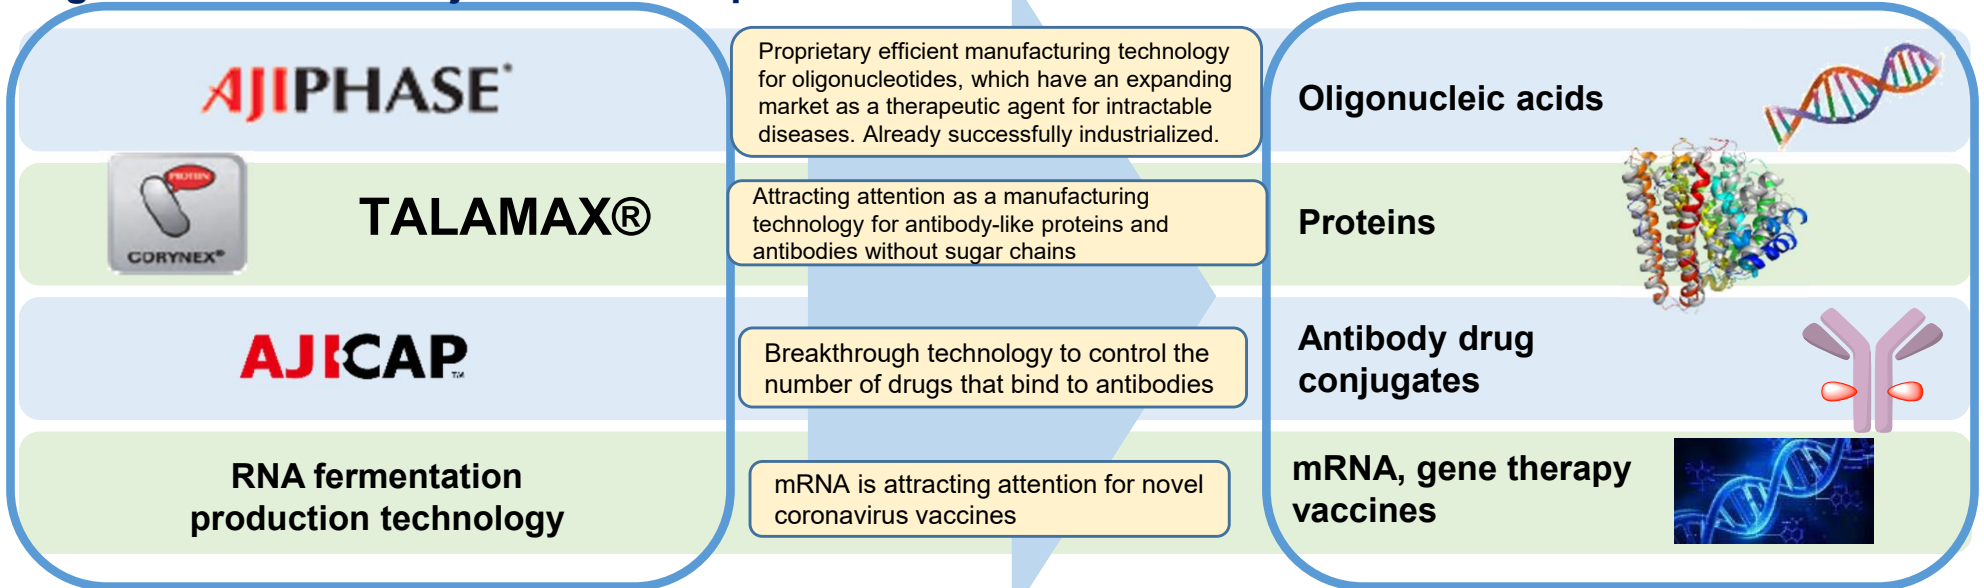 AJIPHASE®
Proprietary efficient manufacturing technology
for oligonucleotides, which have an expanding
market as a therapeutic agent for intractable
diseases. Already successfully industrialized.
Oligonucleic acids
PROTEIN
CORYNEX®
TALAMAX®
Attracting attention as a manufacturing
technology for antibody-like proteins and
antibodies without sugar chains
Proteins
AJICAP™
Breakthrough technology to control the
number of drugs that bind to antibodies
Antibody drug
conjugates
RNA fermentation
production technology
mRNA is attracting attention for novel
coronavirus vaccines
mRNA, gene therapy
vaccines